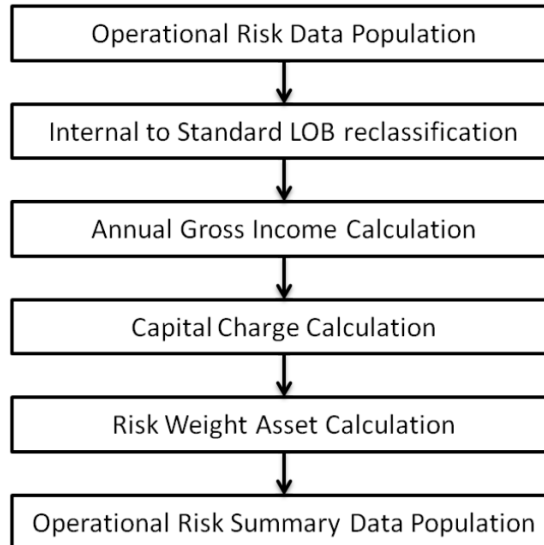 Operational Risk Data Population
Internal to Standard LOB reclassification
Annual Gross Income Calculation
Capital Charge Calculation
Risk Weight Asset Calculation
Operational Risk Summary Data Population